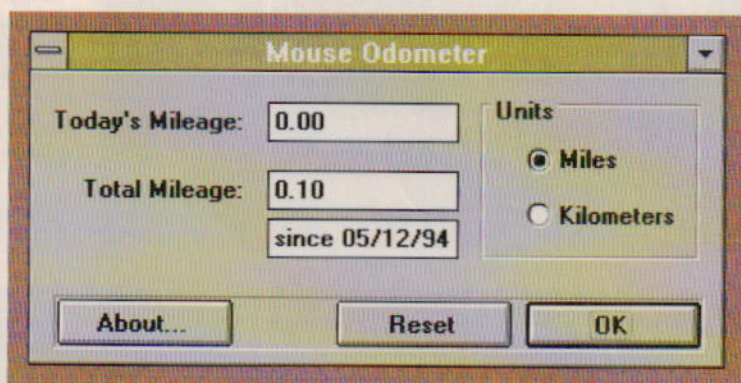 Mouse Odometer
Today's Mileage: 0.00
Total Mileage: 0.10
since 05/12/94
Units
Miles
Kilometers
About...
Reset
OK